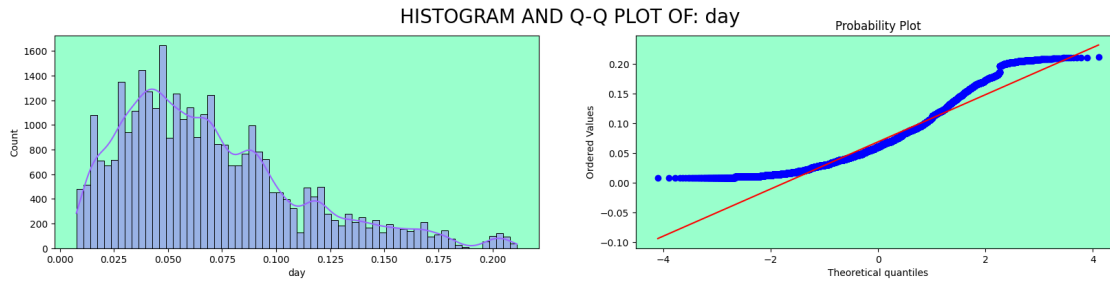 HISTOGRAM AND Q-Q PLOT OF: day
Count
1600
1400
1200
1000
800
600
400
200
0
0.000 0.025 0.050 0.075 0.100 0.125 0.150 0.175 0.200
day
Probability Plot
Ordered Values
0.20
0.15
0.10
0.05
0.00
−0.05
−0.10
−4 −2 0 2 4
Theoretical quantiles